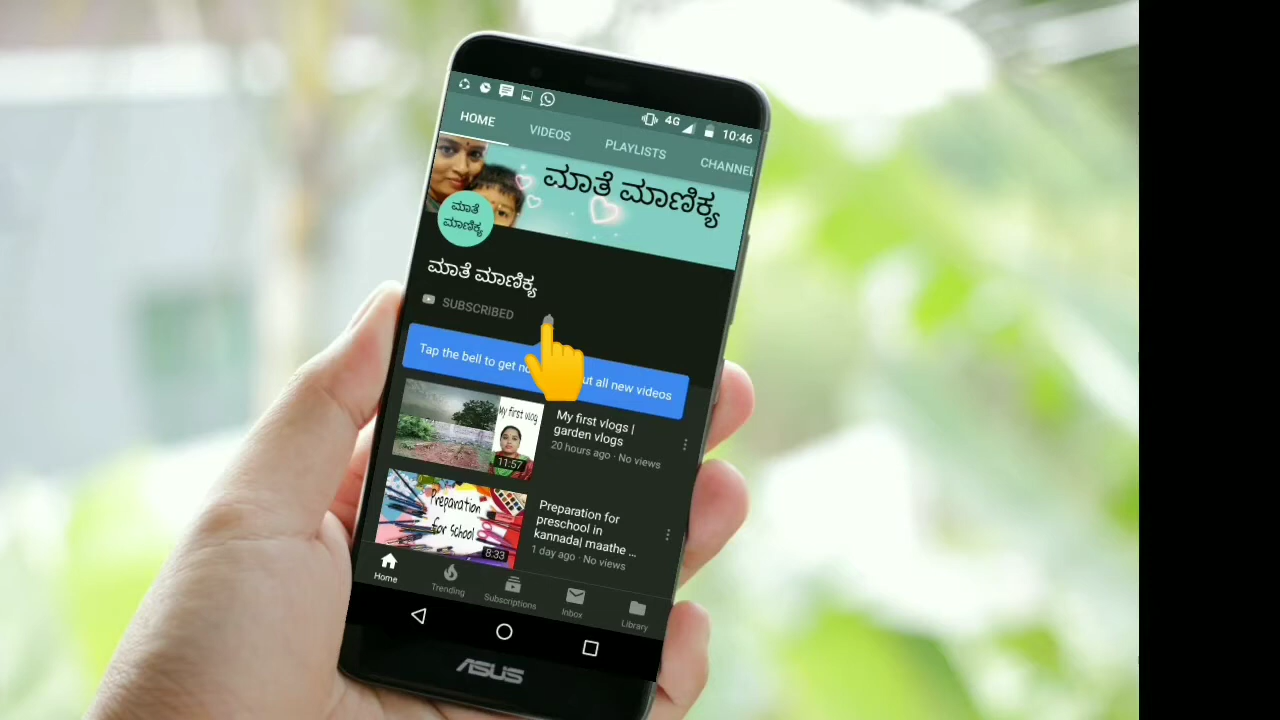 4G 10:46
HOME VIDEOS PLAYLISTS CHANNEL
ಮಾತೆ ಮಾಣಿಕ್ಯ
ಮಾತೆ
ಮಾಣಿಕ್ಯ
ಮಾತೆ ಮಾಣಿಕ್ಯ
SUBSCRIBED
Tap the bell to get all new videos
My first vlog
11:57
My first vlogs |
garden vlogs
20 hours ago · No views
Preparation
for school
8:33
Preparation for
preschool in
kannada| maathe ...
1 day ago · No views
Home Trending Subscriptions Inbox Library
ASUS